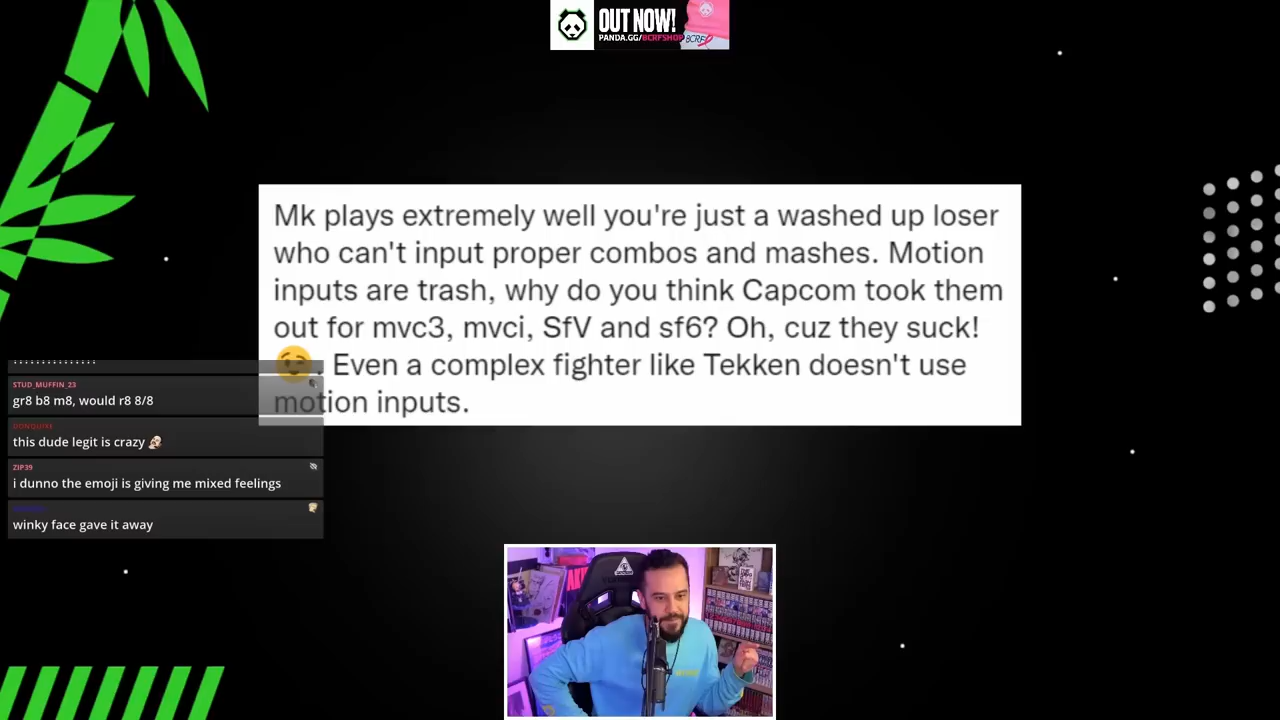 OUT NOW!
PANDA.GG/BCRFSHOP
BCRF
Mk plays extremely well you're just a washed up loser
who can't input proper combos and mashes. Motion
inputs are trash, why do you think Capcom took them
out for mvc3, mvci, SfV and sf6? Oh, cuz they suck!
😉. Even a complex fighter like Tekken doesn't use
motion inputs.
STUD_MUFFIN_23
gr8 b8 m8, would r8 8/8
DONQUIXE
this dude legit is crazy
ZIP39
i dunno the emoji is giving me mixed feelings
winky face gave it away